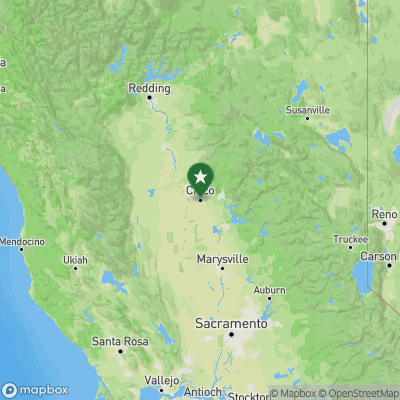 Redding
Susanville
Chico
Reno
Mendocino
Truckee
Ukiah
Marysville
Carson
Auburn
Sacramento
Santa Rosa
Vallejo
Antioch
Stockton
mapbox
© Mapbox © OpenStreetMap